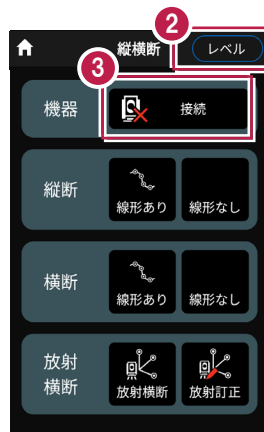 2
縦横断 レベル
3
機器 接続
縦断 線形あり 線形なし
横断 線形あり 線形なし
放射
横断 放射横断 放射訂正